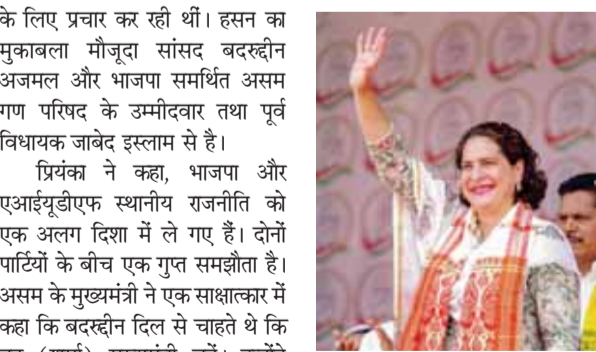 के लिए प्रचार कर रही थीं। हसन का
मुकाबला मौजूदा सांसद बदरुद्दीन
अजमल और भाजपा समर्थित असम
गण परिषद के उम्मीदवार तथा पूर्व
विधायक जाबेद इस्लाम से है।
प्रियंका ने कहा, भाजपा और
एआईयूडीएफ स्थानीय राजनीति को
एक अलग दिशा में ले गए हैं। दोनों
पार्टियों के बीच एक गुप्त समझौता है।
असम के मुख्यमंत्री ने एक साक्षात्कार में
कहा कि बदरुद्दीन दिल से चाहते थे कि